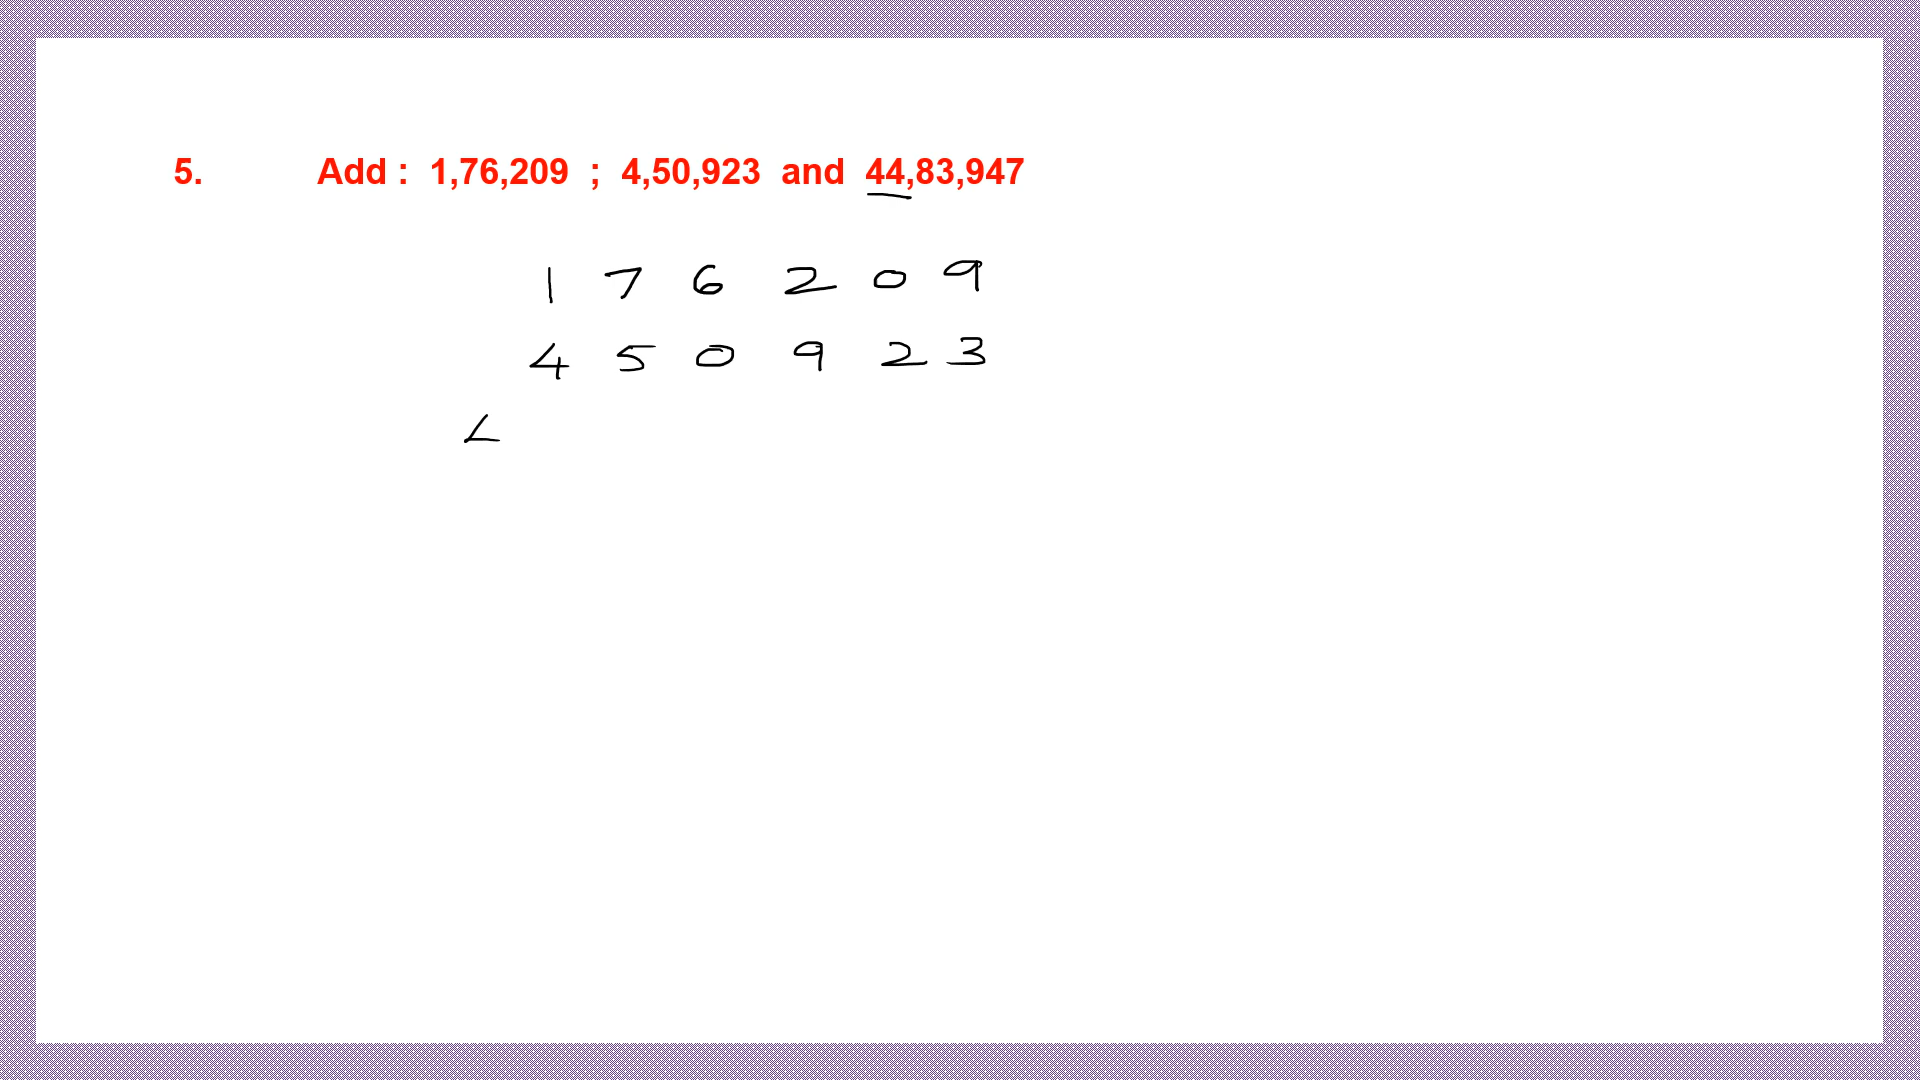 5. Add : 1,76,209 ; 4,50,923 and 44,83,947
1 7 6 2 0 9
4 5 0 9 2 3